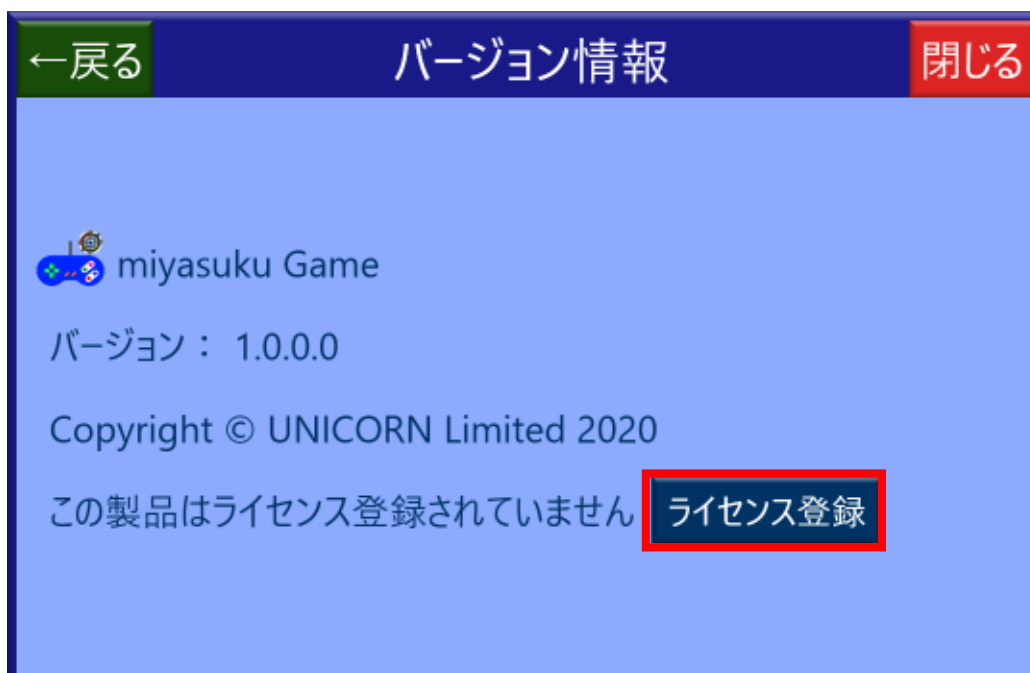 ←戻る バージョン情報 閉じる
miyasuku Game
バージョン： 1.0.0.0
Copyright © UNICORN Limited 2020
この製品はライセンス登録されていません ライセンス登録